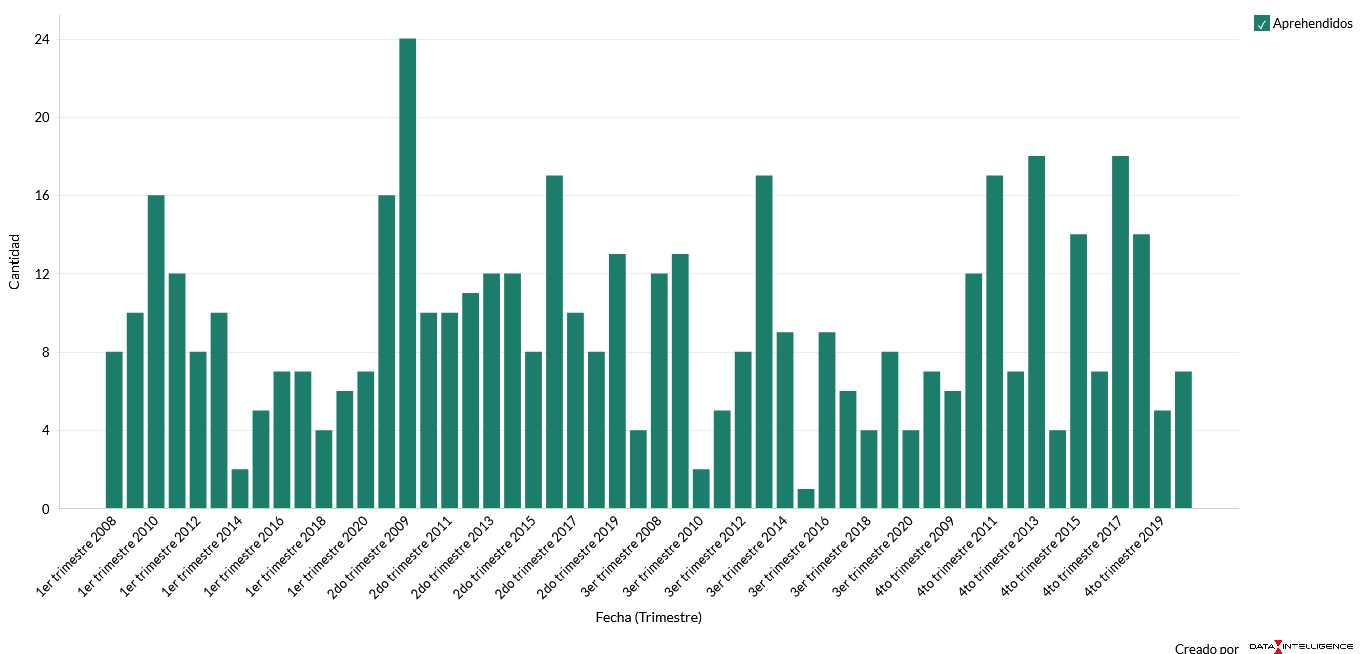 Aprehendidos
Cantidad
24
20
16
12
8
4
0
1er trimestre 2008
1er trimestre 2010
1er trimestre 2012
1er trimestre 2014
1er trimestre 2016
1er trimestre 2018
1er trimestre 2020
2do trimestre 2009
2do trimestre 2011
2do trimestre 2013
2do trimestre 2015
2do trimestre 2017
2do trimestre 2019
3er trimestre 2008
3er trimestre 2010
3er trimestre 2012
3er trimestre 2014
3er trimestre 2016
3er trimestre 2018
3er trimestre 2020
4to trimestre 2009
4to trimestre 2011
4to trimestre 2013
4to trimestre 2015
4to trimestre 2017
4to trimestre 2019
Fecha (Trimestre)
Creado por DATA INTELLIGENCE